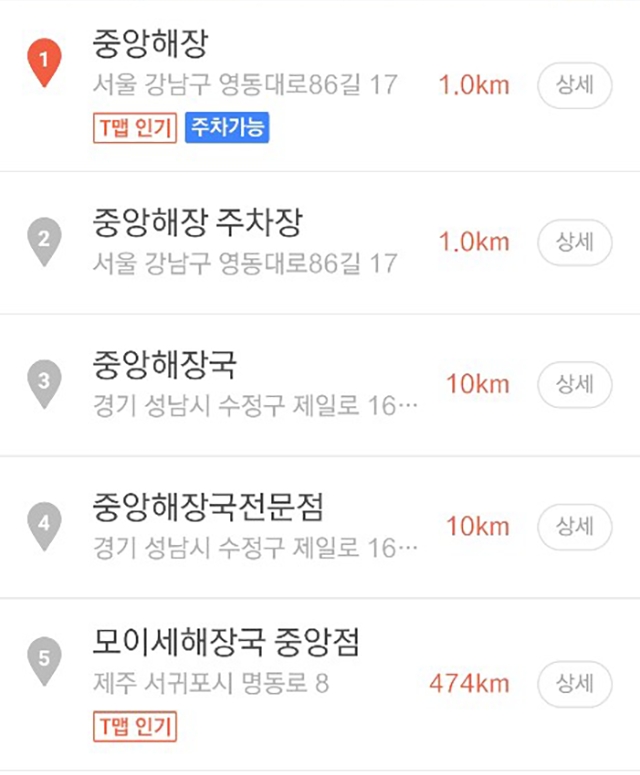 1
중앙해장
서울 강남구 영동대로86길 17
1.0km
상세
T맵 인기 주차가능
2
중앙해장 주차장
서울 강남구 영동대로86길 17
1.0km
상세
3
중앙해장국
경기 성남시 수정구 제일로 16…
10km
상세
4
중앙해장국전문점
경기 성남시 수정구 제일로 16…
10km
상세
5
모이세해장국 중앙점
제주 서귀포시 명동로 8
474km
상세
T맵 인기